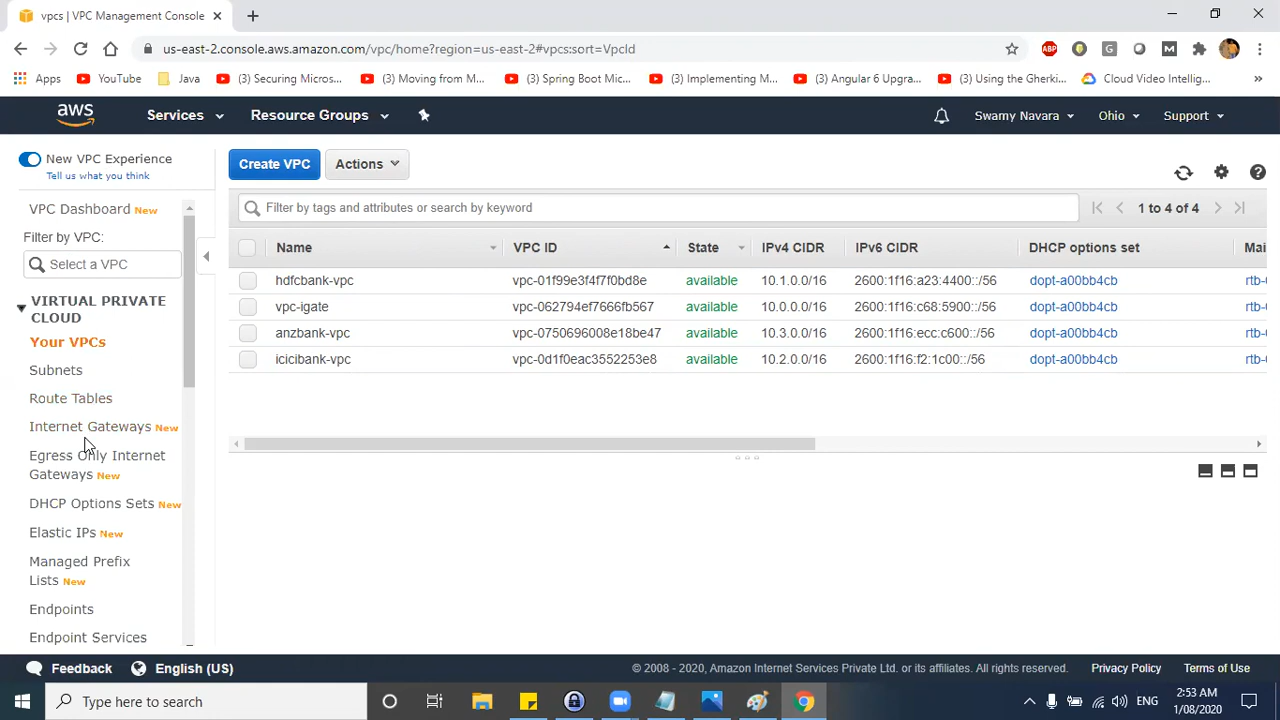 vpcs | VPC Management Console
us-east-2.console.aws.amazon.com/vpc/home?region=us-east-2#vpcs:sort=VpcId
ABP
G
M
Apps YouTube Java (3) Securing Micros... (3) Moving from M... (3) Spring Boot Mic... (3) Implementing M... (3) Angular 6 Upgra... (3) Using the Gherki... Cloud Video Intellig... »
aws Services Resource Groups Swamy Navara Ohio Support
New VPC Experience
Tell us what you think
VPC Dashboard New
Filter by VPC:
Select a VPC
VIRTUAL PRIVATE
CLOUD
Your VPCs
Subnets
Route Tables
Internet Gateways New
Egress Only Internet
Gateways New
DHCP Options Sets New
Elastic IPs New
Managed Prefix
Lists New
Endpoints
Endpoint Services
Create VPC Actions
Filter by tags and attributes or search by keyword
1 to 4 of 4
Name VPC ID State IPv4 CIDR IPv6 CIDR DHCP options set Mai
hdfcbank-vpc vpc-01f99e3f4f7f0bd8e available 10.1.0.0/16 2600:1f16:a23:4400::/56 dopt-a00bb4cb rtb-
vpc-igate vpc-062794ef7666fb567 available 10.0.0.0/16 2600:1f16:c68:5900::/56 dopt-a00bb4cb rtb-
anzbank-vpc vpc-0750696008e18be47 available 10.3.0.0/16 2600:1f16:ecc:c600::/56 dopt-a00bb4cb rtb-
icicibank-vpc vpc-0d1f0eac3552253e8 available 10.2.0.0/16 2600:1f16:f2:1c00::/56 dopt-a00bb4cb rtb-
Feedback English (US) © 2008 - 2020, Amazon Internet Services Private Ltd. or its affiliates. All rights reserved. Privacy Policy Terms of Use
Type here to search
ENG
2:53 AM
1/08/2020